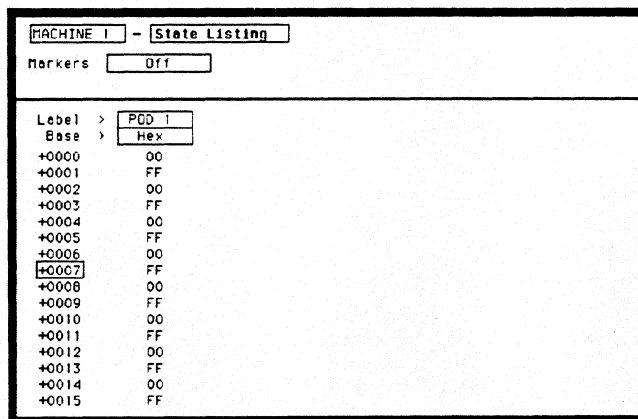 MACHINE 1 - State Listing
Markers Off
Label > POD 1
Base > Hex
+0000 00
+0001 FF
+0002 00
+0003 FF
+0004 00
+0005 FF
+0006 00
+0007 FF
+0008 00
+0009 FF
+0010 00
+0011 FF
+0012 00
+0013 FF
+0014 00
+0015 FF